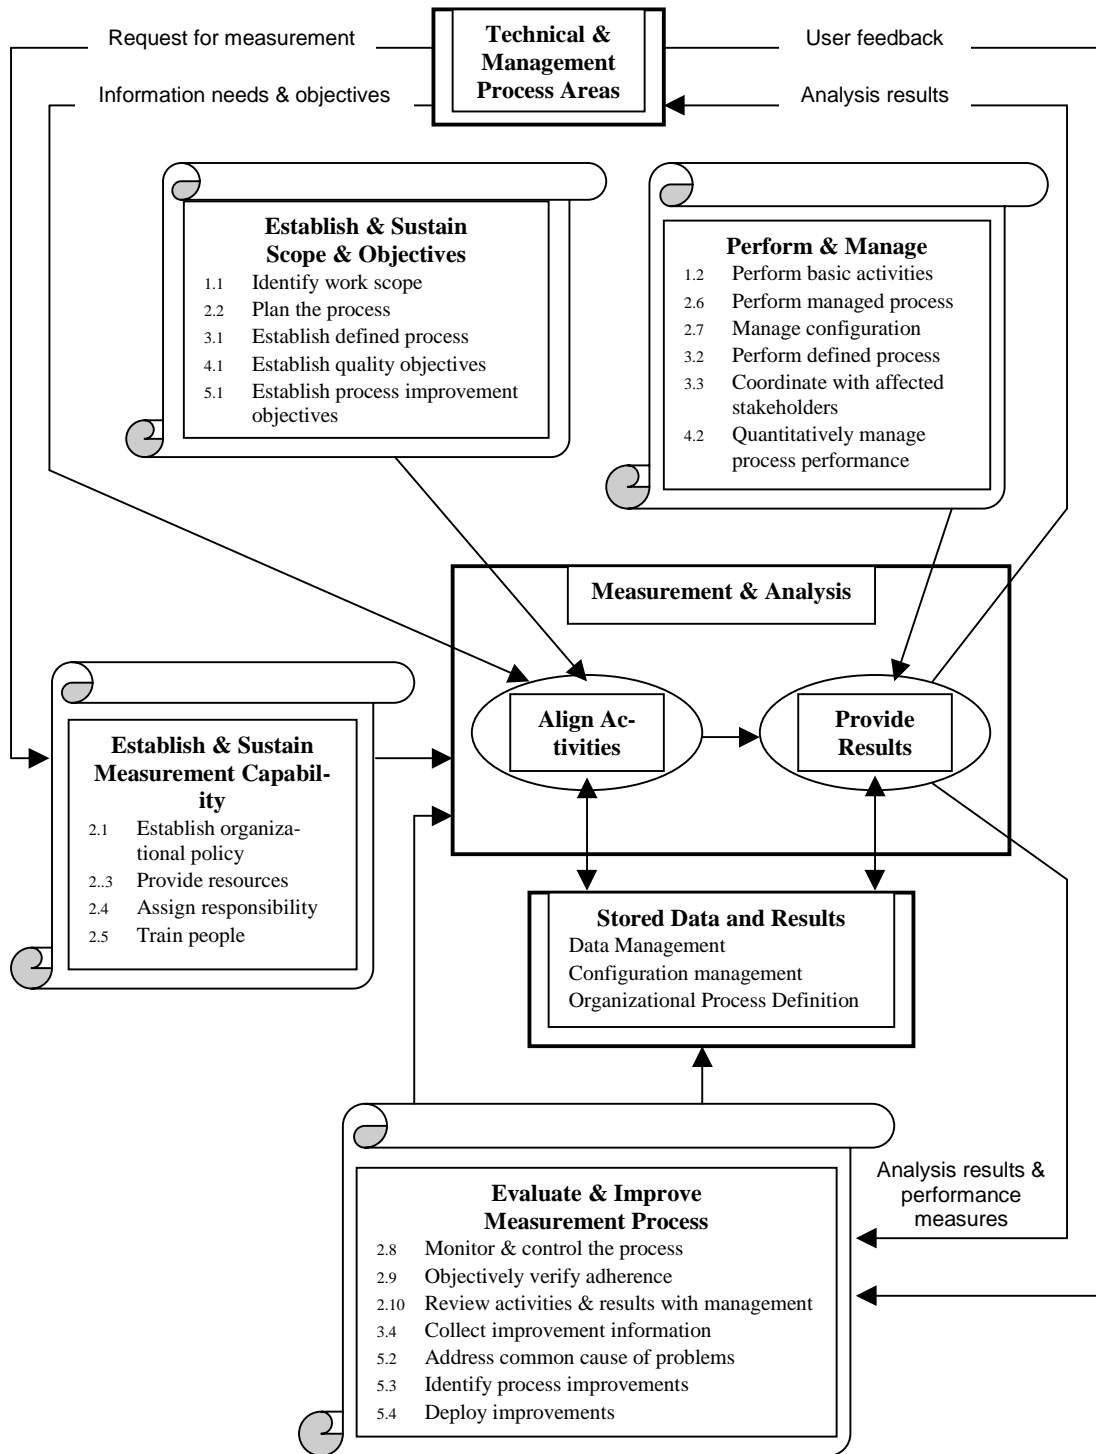 Request for measurement
Technical &
Management
Process Areas
User feedback
Information needs & objectives
Analysis results
Establish & Sustain
Scope & Objectives
1.1 Identify work scope
2.2 Plan the process
3.1 Establish defined process
4.1 Establish quality objectives
5.1 Establish process improvement
objectives
Perform & Manage
1.2 Perform basic activities
2.6 Perform managed process
2.7 Manage configuration
3.2 Perform defined process
3.3 Coordinate with affected
stakeholders
4.2 Quantitatively manage
process performance
Measurement & Analysis
Align Ac-
tivities
Provide
Results
Establish & Sustain
Measurement Capabil-
ity
2.1 Establish organiza-
tional policy
2..3 Provide resources
2.4 Assign responsibility
2.5 Train people
Stored Data and Results
Data Management
Configuration management
Organizational Process Definition
Analysis results &
performance
measures
Evaluate & Improve
Measurement Process
2.8 Monitor & control the process
2.9 Objectively verify adherence
2.10 Review activities & results with management
3.4 Collect improvement information
5.2 Address common cause of problems
5.3 Identify process improvements
5.4 Deploy improvements